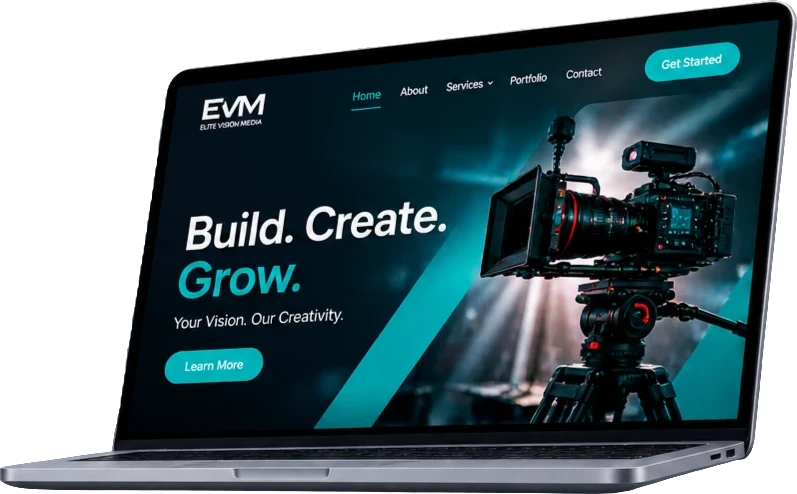 EVM
ELITE VISION MEDIA
Home About Services Portfolio Contact Get Started
Build. Create.
Grow.
Your Vision. Our Creativity.
Learn More